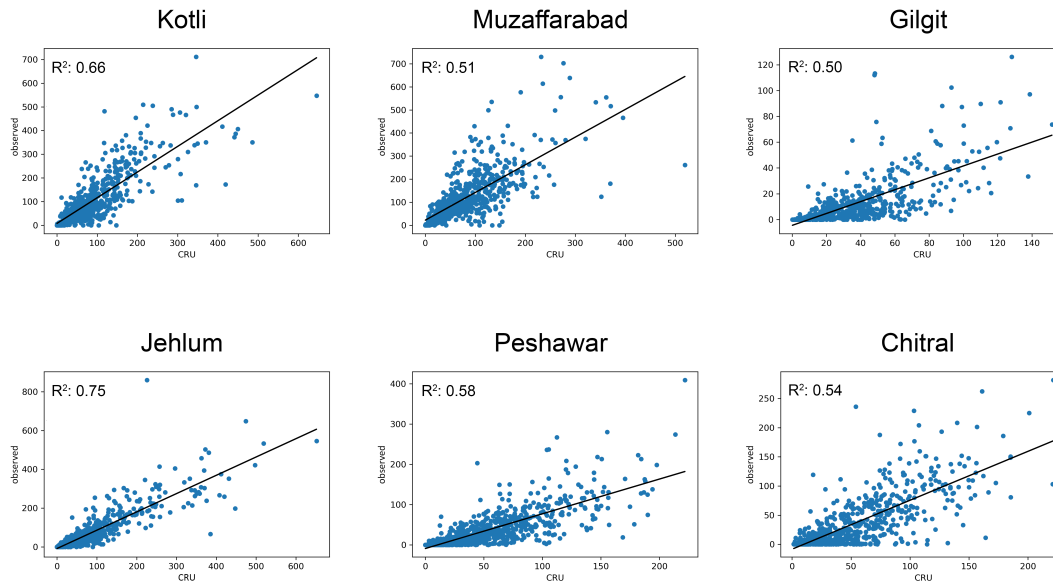 Kotli
R²: 0.66
700
600
500
400
300
200
100
0
observed
0 100 200 300 400 500 600
CRU
Muzaffarabad
R²: 0.51
700
600
500
400
300
200
100
0
observed
0 100 200 300 400 500
CRU
Gilgit
R²: 0.50
120
100
80
60
40
20
0
observed
0 20 40 60 80 100 120 140
CRU
Jehlum
R²: 0.75
800
600
400
200
0
observed
0 100 200 300 400 500 600
CRU
Peshawar
R²: 0.58
400
300
200
100
0
observed
0 50 100 150 200
CRU
Chitral
R²: 0.54
250
200
150
100
50
0
observed
0 50 100 150 200
CRU